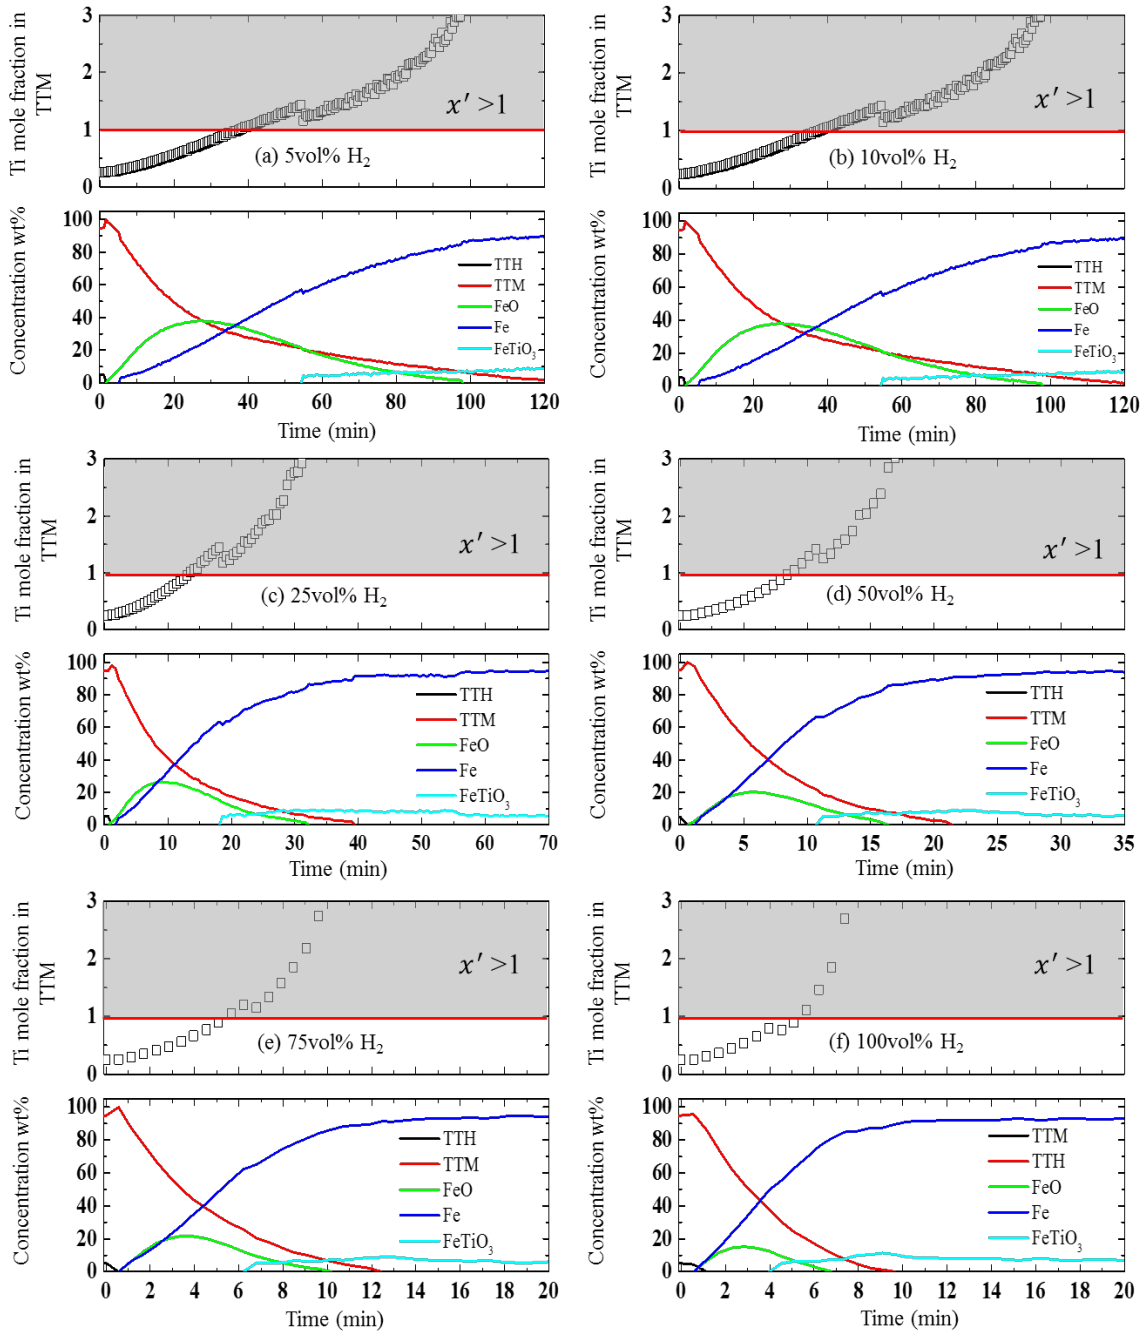 Ti mole fraction in
TTM
3
2
1
0
x′ >1
(a) 5vol% H2
Concentration wt%
100
80
60
40
20
0
TTH
TTM
FeO
Fe
FeTiO3
0 20 40 60 80 100 120
Time (min)
Ti mole fraction in
TTM
3
2
1
0
x′ >1
(b) 10vol% H2
Concentration wt%
100
80
60
40
20
0
TTH
TTM
FeO
Fe
FeTiO3
0 20 40 60 80 100 120
Time (min)
Ti mole fraction in
TTM
3
2
1
0
x′ >1
(c) 25vol% H2
Concentration wt%
100
80
60
40
20
0
TTH
TTM
FeO
Fe
FeTiO3
0 10 20 30 40 50 60 70
Time (min)
Ti mole fraction in
TTM
3
2
1
0
x′ >1
(d) 50vol% H2
Concentration wt%
100
80
60
40
20
0
TTH
TTM
FeO
Fe
FeTiO3
0 5 10 15 20 25 30 35
Time (min)
Ti mole fraction in
TTM
3
2
1
0
x′ >1
(e) 75vol% H2
Concentration wt%
100
80
60
40
20
0
TTH
TTM
FeO
Fe
FeTiO3
0 2 4 6 8 10 12 14 16 18 20
Time (min)
Ti mole fraction in
TTM
3
2
1
0
x′ >1
(f) 100vol% H2
Concentration wt%
100
80
60
40
20
0
TTM
TTH
FeO
Fe
FeTiO3
0 2 4 6 8 10 12 14 16 18 20
Time (min)